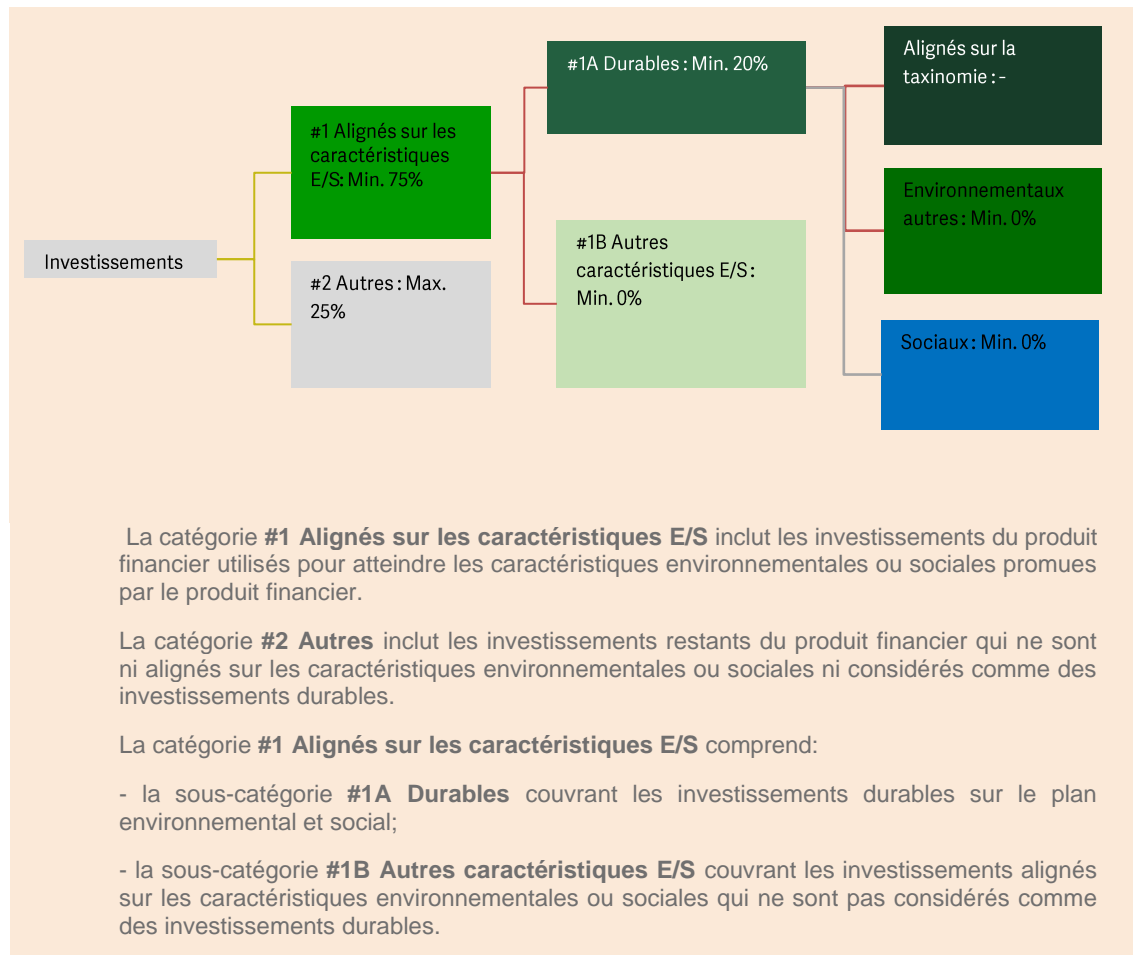 Investissements
#1 Alignés sur les
caractéristiques
E/S: Min. 75%
#2 Autres : Max.
25%
#1A Durables : Min. 20%
#1B Autres
caractéristiques E/S :
Min. 0%
Alignés sur la
taxinomie : -
Environnementaux
autres : Min. 0%
Sociaux : Min. 0%
La catégorie #1 Alignés sur les caractéristiques E/S inclut les investissements du produit
financier utilisés pour atteindre les caractéristiques environnementales ou sociales promues
par le produit financier.
La catégorie #2 Autres inclut les investissements restants du produit financier qui ne sont
ni alignés sur les caractéristiques environnementales ou sociales ni considérés comme des
investissements durables.
La catégorie #1 Alignés sur les caractéristiques E/S comprend:
- la sous-catégorie #1A Durables couvrant les investissements durables sur le plan
environnemental et social;
- la sous-catégorie #1B Autres caractéristiques E/S couvrant les investissements alignés
sur les caractéristiques environnementales ou sociales qui ne sont pas considérés comme
des investissements durables.